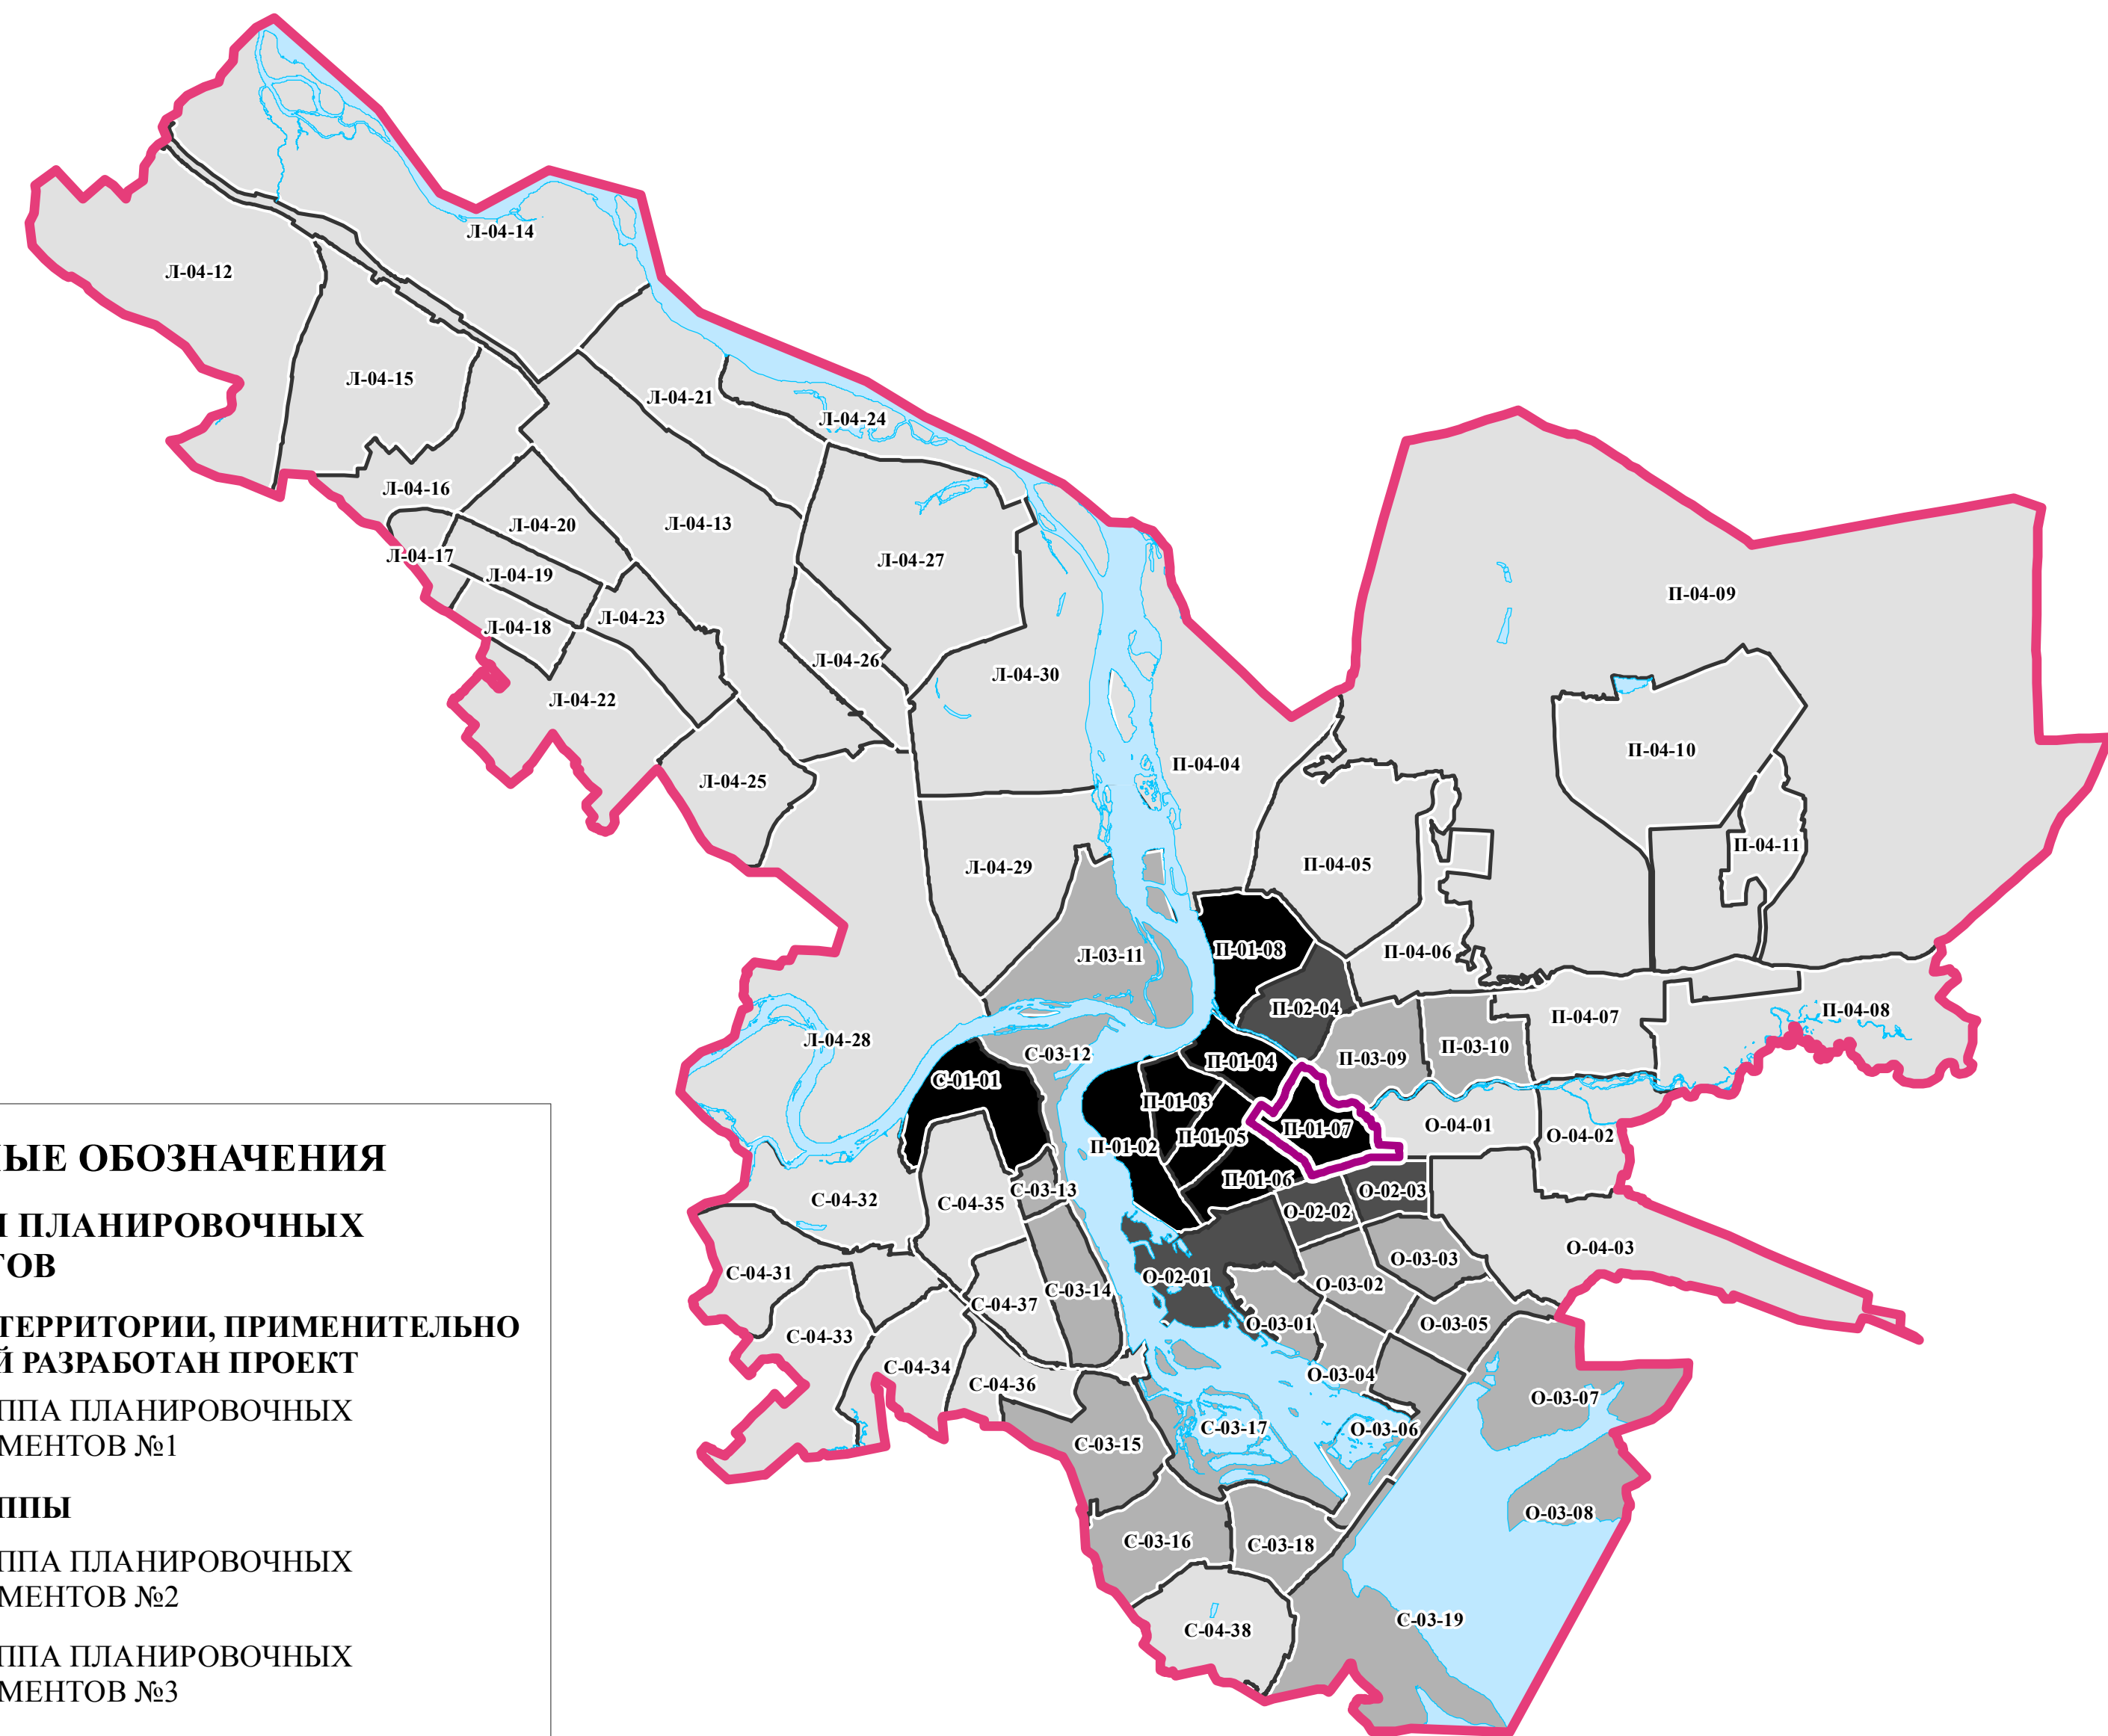 Л-04-14
Л-04-12
Л-04-15
Л-04-21
Л-04-24
Л-04-16
Л-04-20
Л-04-13
Л-04-17
Л-04-19
Л-04-27
Л-04-18
Л-04-23
Л-04-26
Л-04-22
Л-04-30
Л-04-25
Л-04-29
П-04-09
П-04-10
П-04-04
П-04-05
П-04-11
Л-03-11
П-01-08
П-04-06
П-02-04
П-04-07
П-04-08
Л-04-28
С-03-12
П-01-04
П-03-09
П-03-10
С-01-01
П-01-03
П-01-05
П-01-07
П-01-02
О-04-01
О-04-02
П-01-06
С-03-13
О-02-03
С-04-32
С-04-35
О-02-02
О-04-03
С-04-31
О-02-01
О-03-03
О-03-02
С-03-14
С-04-37
О-03-01
О-03-05
С-04-33
С-04-34
С-04-36
О-03-04
О-03-07
С-03-17
О-03-06
С-03-15
О-03-08
С-03-16
С-03-18
С-03-19
С-04-38
НЫЕ ОБОЗНАЧЕНИЯ
И ПЛАНИРОВОЧНЫХ
ТОВ
ТЕРРИТОРИИ, ПРИМЕНИТЕЛЬНО
Й РАЗРАБОТАН ПРОЕКТ
ППА ПЛАНИРОВОЧНЫХ
МЕНТОВ №1
ППЫ
ППА ПЛАНИРОВОЧНЫХ
МЕНТОВ №2
ППА ПЛАНИРОВОЧНЫХ
МЕНТОВ №3